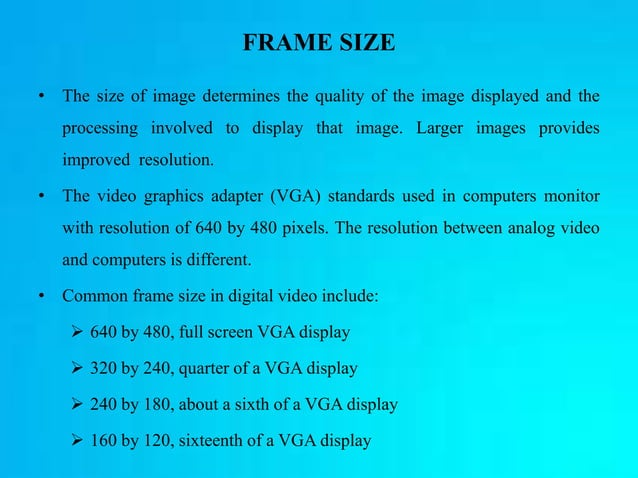 FRAME SIZE
• The size of image determines the quality of the image displayed and the
processing involved to display that image. Larger images provides
improved resolution.
• The video graphics adapter (VGA) standards used in computers monitor
with resolution of 640 by 480 pixels. The resolution between analog video
and computers is different.
• Common frame size in digital video include:
➢ 640 by 480, full screen VGA display
➢ 320 by 240, quarter of a VGA display
➢ 240 by 180, about a sixth of a VGA display
➢ 160 by 120, sixteenth of a VGA display